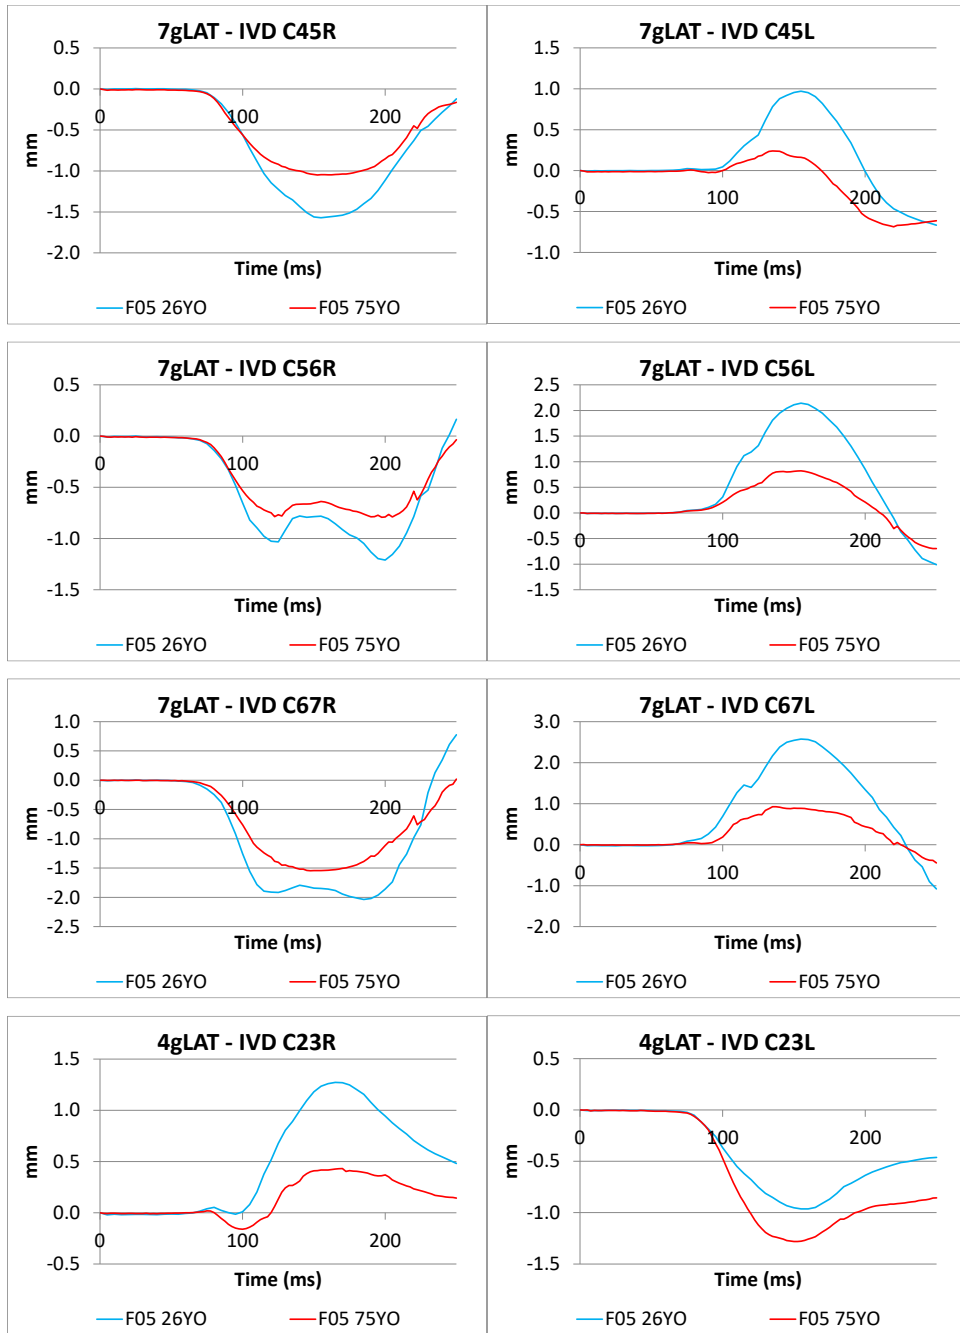 7gLAT - IVD C45R
0.5
0.0
-0.5
-1.0
-1.5
-2.0
0
100
200
mm
Time (ms)
F05 26YO
F05 75YO
7gLAT - IVD C45L
1.5
1.0
0.5
0.0
-0.5
-1.0
0
100
200
mm
Time (ms)
F05 26YO
F05 75YO
7gLAT - IVD C56R
0.5
0.0
-0.5
-1.0
-1.5
0
100
200
mm
Time (ms)
F05 26YO
F05 75YO
7gLAT - IVD C56L
2.5
2.0
1.5
1.0
0.5
0.0
-0.5
-1.0
-1.5
0
100
200
mm
Time (ms)
F05 26YO
F05 75YO
7gLAT - IVD C67R
1.0
0.5
0.0
-0.5
-1.0
-1.5
-2.0
-2.5
0
100
200
mm
Time (ms)
F05 26YO
F05 75YO
7gLAT - IVD C67L
3.0
2.0
1.0
0.0
-1.0
-2.0
0
100
200
mm
Time (ms)
F05 26YO
F05 75YO
4gLAT - IVD C23R
1.5
1.0
0.5
0.0
-0.5
0
100
200
mm
Time (ms)
F05 26YO
F05 75YO
4gLAT - IVD C23L
0.5
0.0
-0.5
-1.0
-1.5
0
100
200
mm
Time (ms)
F05 26YO
F05 75YO